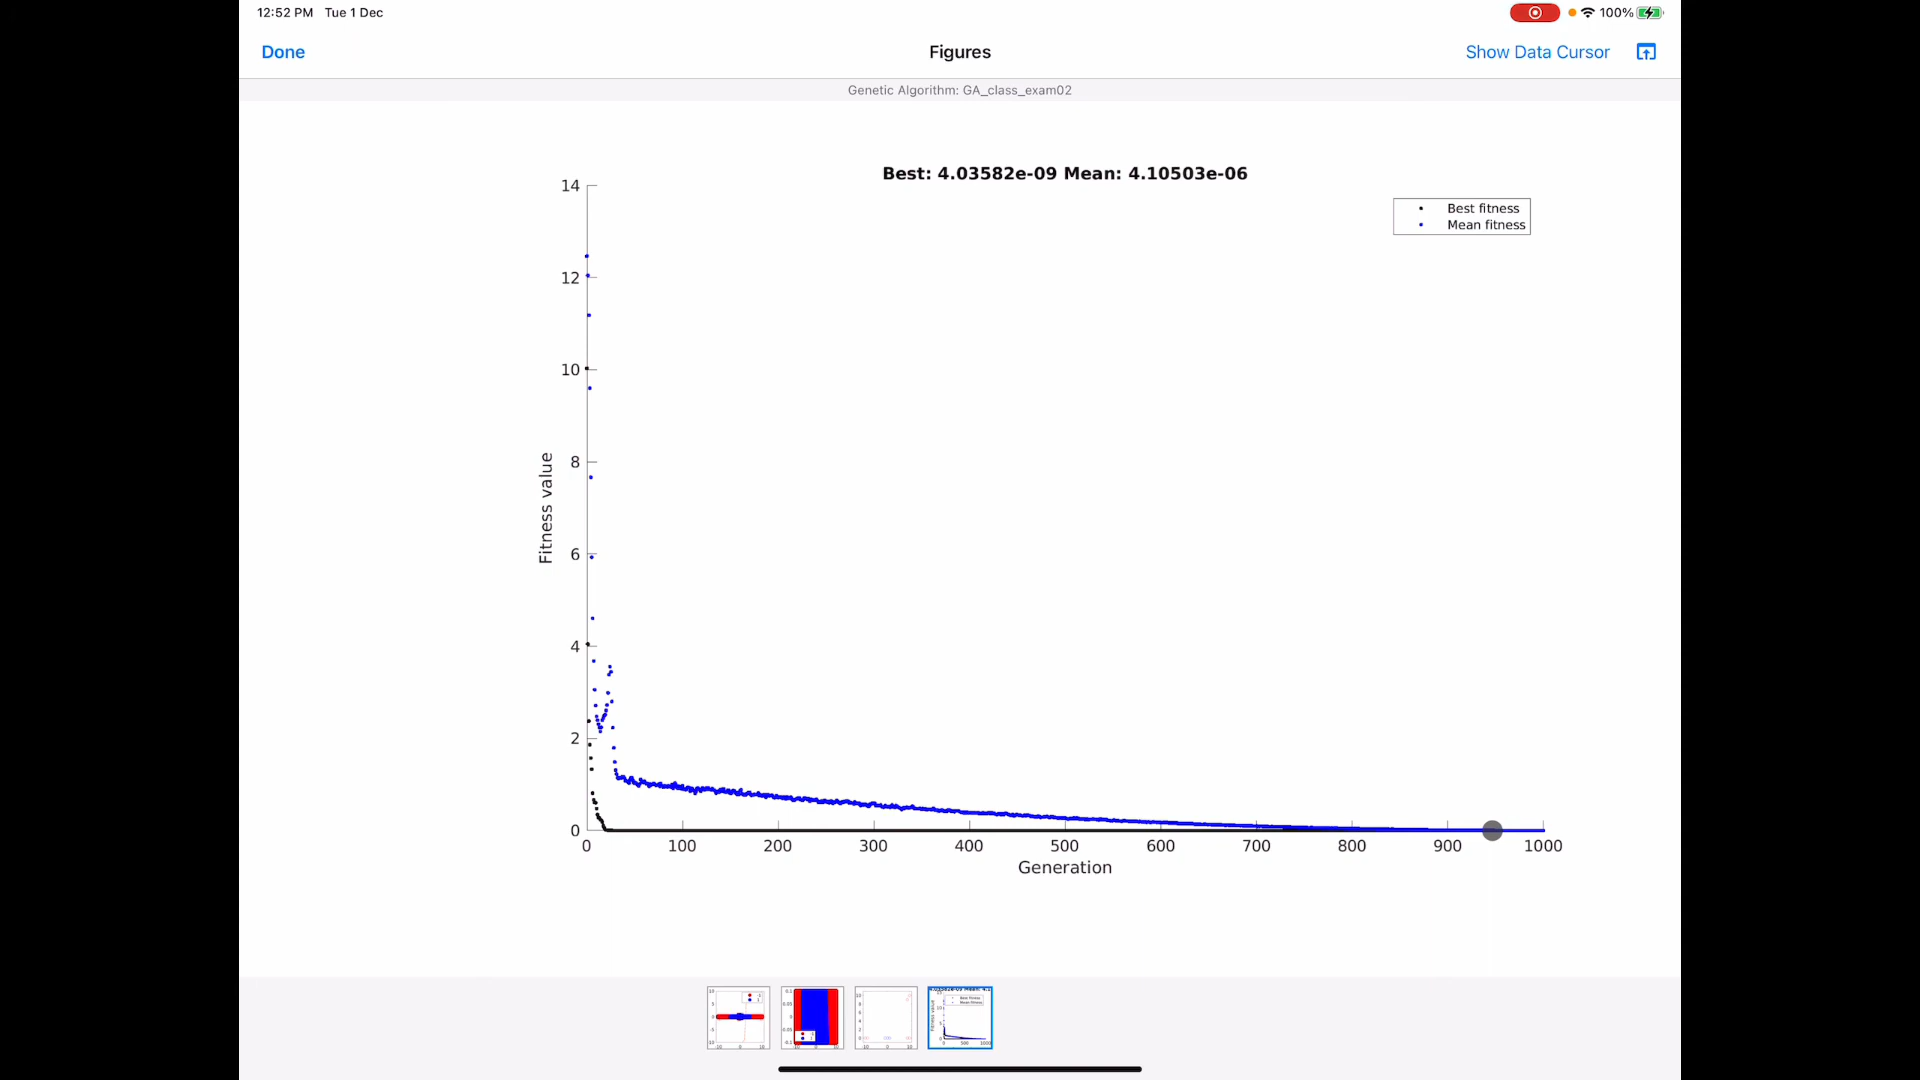 12:52 PM Tue 1 Dec
100%
Done
Figures
Show Data Cursor
Genetic Algorithm: GA_class_exam02
Best: 4.03582e-09 Mean: 4.10503e-06
Best fitness
Mean fitness
14
12
10
8
6
4
2
0
Fitness value
0 100 200 300 400 500 600 700 800 900 1000
Generation